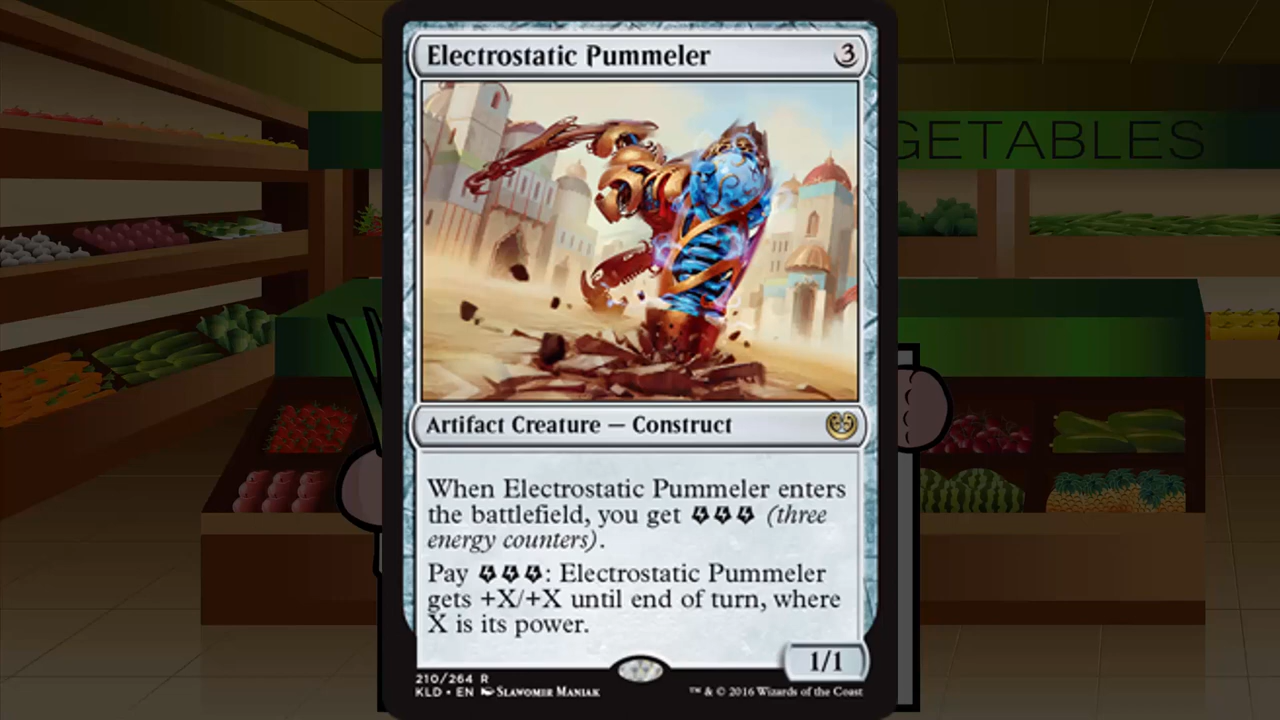 Electrostatic Pummeler 3
GETABLES
Artifact Creature — Construct
When Electrostatic Pummeler enters
the battlefield, you get (three
energy counters).
Pay : Electrostatic Pummeler
gets +X/+X until end of turn, where
X is its power.
1/1
210/264 R
KLD • EN Slawomir Maniak
™ & © 2016 Wizards of the Coast